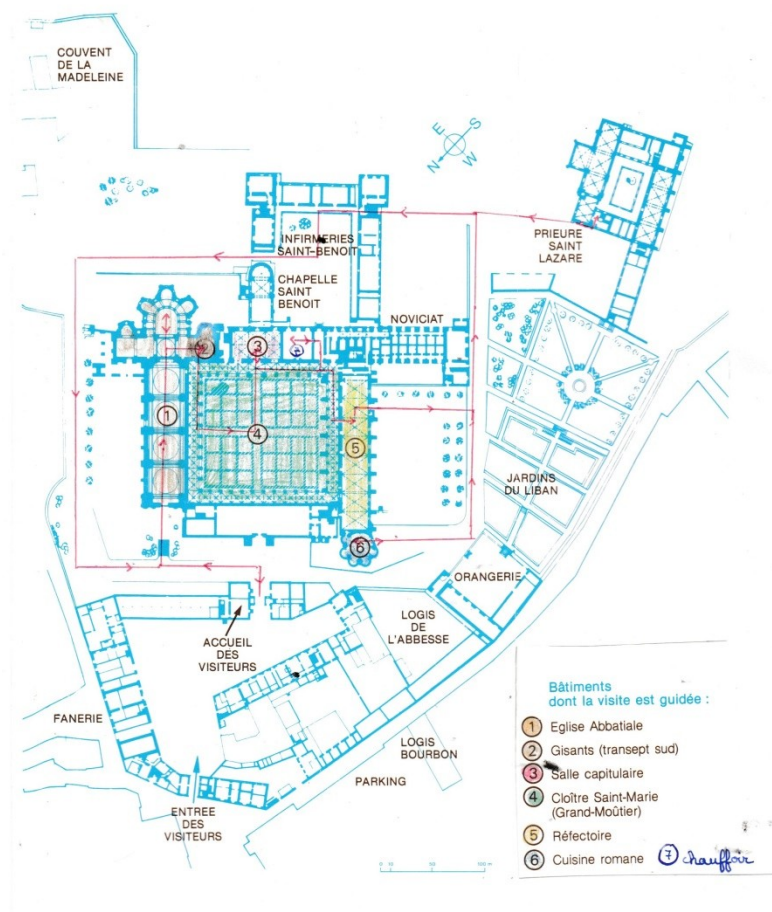 COUVENT
DE LA
MADELEINE
E
S
N
W
INFIRMERIES
SAINT-BENOIT
PRIEURE
SAINT
LAZARE
CHAPELLE
SAINT
BENOIT
NOVICIAT
2
3
7
1
4
5
JARDINS
DU LIBAN
6
ORANGERIE
ACCUEIL
DES
VISITEURS
LOGIS
DE
L'ABBESSE
FANERIE
LOGIS
BOURBON
PARKING
ENTREE
DES
VISITEURS
0 10 50 100 m
Bâtiments
dont la visite est guidée :
1 Eglise Abbatiale
2 Gisants (transept sud)
3 Salle capitulaire
4 Cloître Saint-Marie
(Grand-Moûtier)
5 Réfectoire
6 Cuisine romane 7 chauffoir